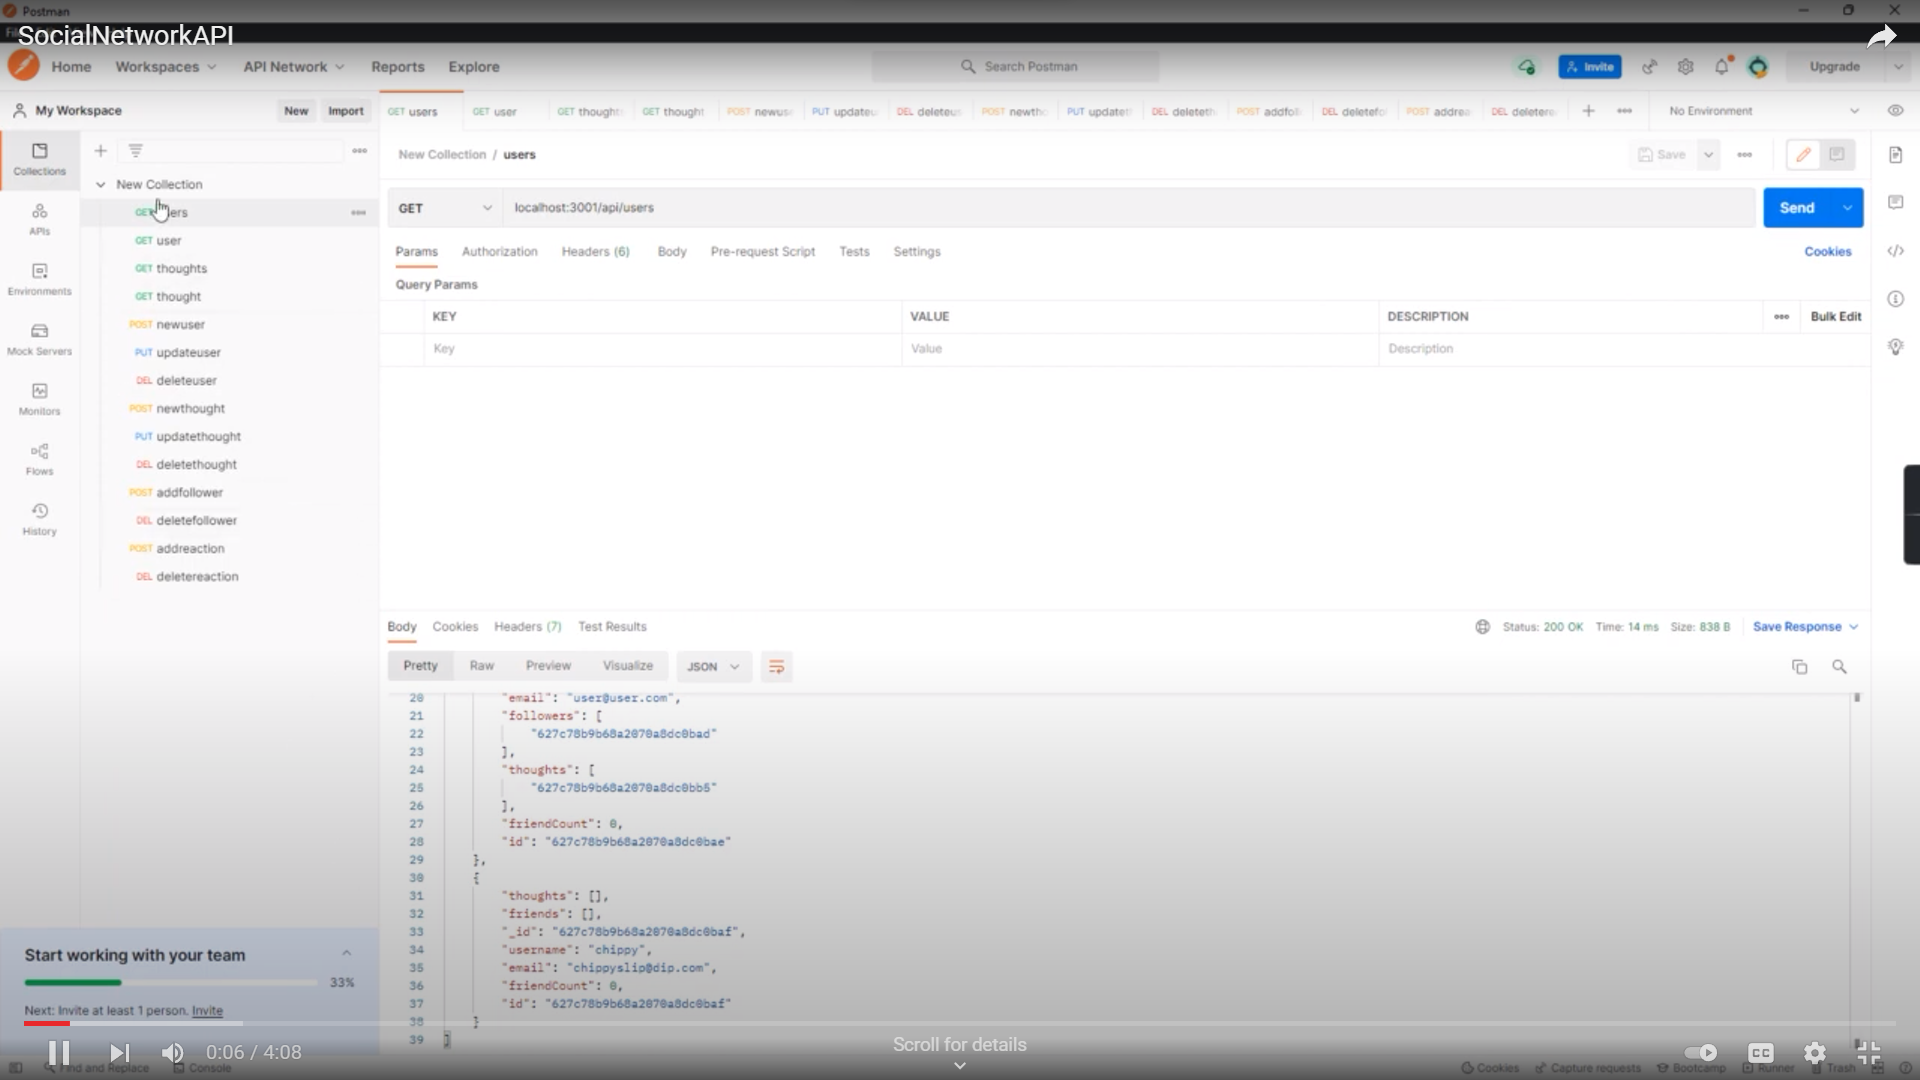 Postman
SocialNetworkAPI
Home Workspaces API Network Reports Explore Search Postman Invite Upgrade
My Workspace New Import
GET users GET user GET thought GET thought POST newus PUT updateu DEL deleteus POST newth PUT updatet DEL deleteth POST addfoll DEL deletefo POST addrea DEL deletere No Environment
New Collection / users Save
Collections
APIs
Environments
Mock Servers
Monitors
Flows
History
New Collection
GET ers
GET user
GET thoughts
GET thought
POST newuser
PUT updateuser
DEL deleteuser
POST newthought
PUT updatethought
DEL deletethought
POST addfollower
DEL deletefollower
POST addreaction
DEL deletereaction
GET localhost:3001/api/users Send
Params Authorization Headers (6) Body Pre-request Script Tests Settings Cookies
Query Params
KEY VALUE DESCRIPTION Bulk Edit
Key Value Description
Body Cookies Headers (7) Test Results Status: 200 OK Time: 14 ms Size: 838 B Save Response
Pretty Raw Preview Visualize JSON
20 "email": "user@user.com",
21 "followers": [
22 "627c78b9b68a2070a8dc0bad"
23 ],
24 "thoughts": [
25 "627c78b9b68a2070a8dc0bb5"
26 ],
27 "friendCount": 0,
28 "id": "627c78b9b68a2070a8dc0bae"
29 },
30 {
31 "thoughts": [],
32 "friends": [],
33 "_id": "627c78b9b68a2070a8dc0baf",
34 "username": "chippy",
35 "email": "chippyslip@dip.com",
36 "friendCount": 0,
37 "id": "627c78b9b68a2070a8dc0baf"
38 }
39 ]
Start working with your team
33%
Next: Invite at least 1 person. Invite
0:06 / 4:08
Scroll for details
CC
Find and Replace Console Cookies Capture requests Bootcamp Runner Trash